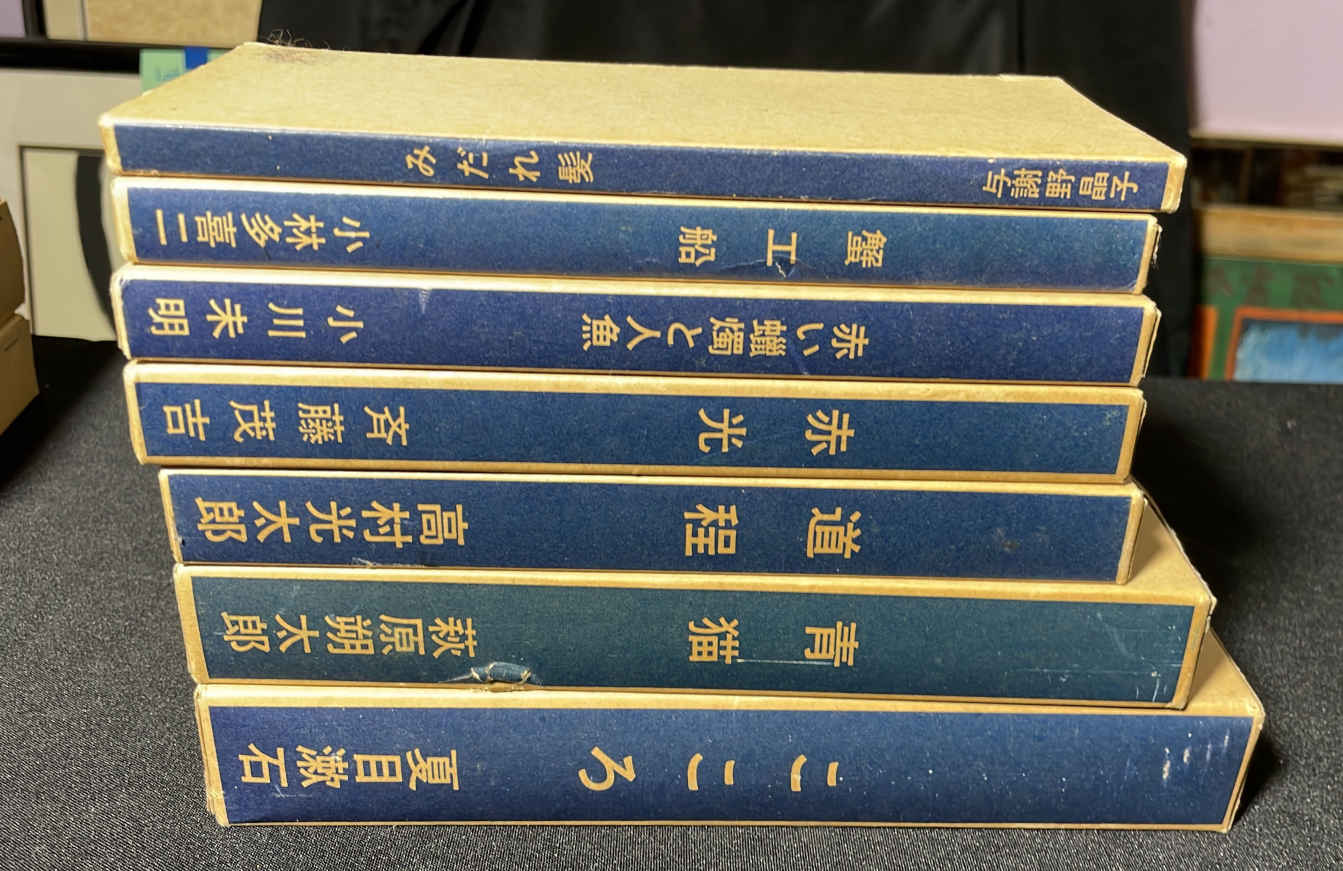 みだれ髪 与謝野晶子
蟹工船 小林多喜二
赤い蠟燭と人魚 小川未明
赤光 斉藤茂吉
道程 高村光太郎
青猫 萩原朔太郎
こころ 夏目漱石